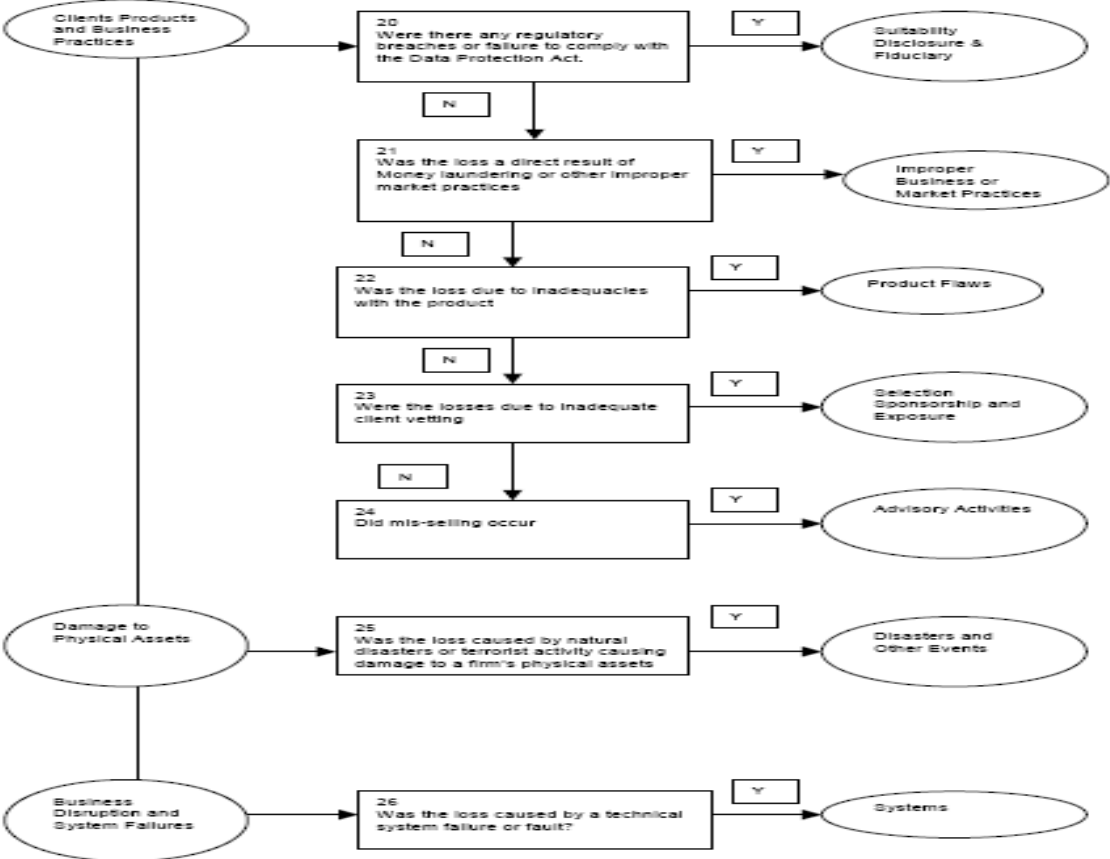 Clients Products
and Business
Practices
20
Were there any regulatory
breaches or failure to comply with
the Data Protection Act.
Y
Suitability
Disclosure &
Fiduciary
N
21
Was the loss a direct result of
Money laundering or other improper
market practices
Y
Improper
Business or
Market Practices
N
22
Was the loss due to inadequacies
with the product
Y
Product Flaws
N
23
Were the losses due to inadequate
client vetting
Y
Selection
Sponsorship and
Exposure
N
24
Did mis-selling occur
Y
Advisory Activities
Damage to
Physical Assets
25
Was the loss caused by natural
disasters or terrorist activity causing
damage to a firm's physical assets
Y
Disasters and
Other Events
Business
Disruption and
System Failures
26
Was the loss caused by a technical
system failure or fault?
Y
Systems